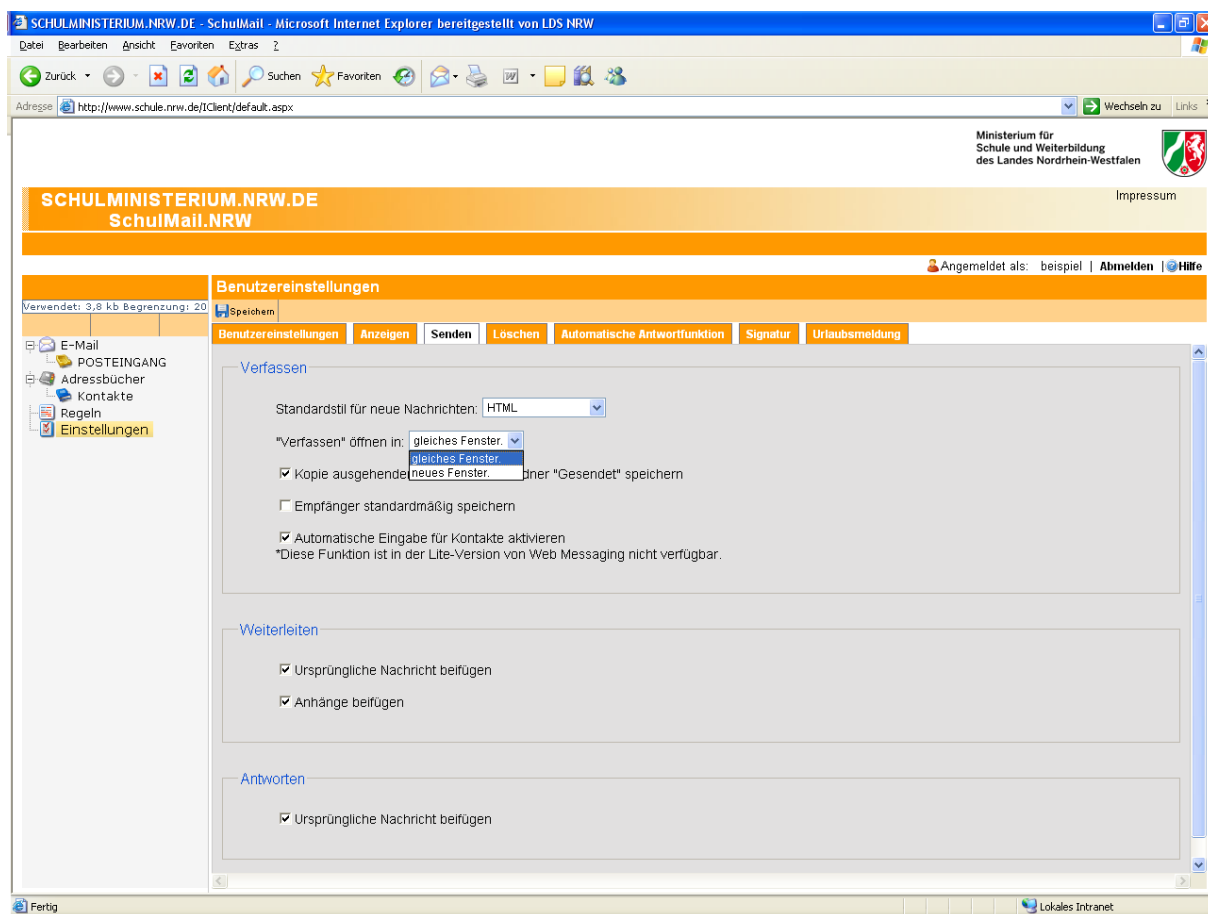 SCHULMINISTERIUM.NRW.DE - SchulMail - Microsoft Internet Explorer bereitgestellt von LDS NRW
Datei Bearbeiten Ansicht Favoriten Extras ?
Zurück Suchen Favoriten
Adresse http://www.schule.nrw.de/IClient/default.aspx Wechseln zu Links
Ministerium für
Schule und Weiterbildung
des Landes Nordrhein-Westfalen
SCHULMINISTERIUM.NRW.DE
SchulMail.NRW
Impressum
Angemeldet als: beispiel | Abmelden | Hilfe
Benutzereinstellungen
Verwendet: 3,8 kb Begrenzung: 20
Speichern
Benutzereinstellungen Anzeigen Senden Löschen Automatische Antwortfunktion Signatur Urlaubsmeldung
E-Mail
POSTEINGANG
Adressbücher
Kontakte
Regeln
Einstellungen
Verfassen
Standardstil für neue Nachrichten: HTML
"Verfassen" öffnen in: gleiches Fenster.
gleiches Fenster.
neues Fenster.
Kopie ausgehender dner "Gesendet" speichern
Empfänger standardmäßig speichern
Automatische Eingabe für Kontakte aktivieren
*Diese Funktion ist in der Lite-Version von Web Messaging nicht verfügbar.
Weiterleiten
Ursprüngliche Nachricht beifügen
Anhänge beifügen
Antworten
Ursprüngliche Nachricht beifügen
Fertig Lokales Intranet